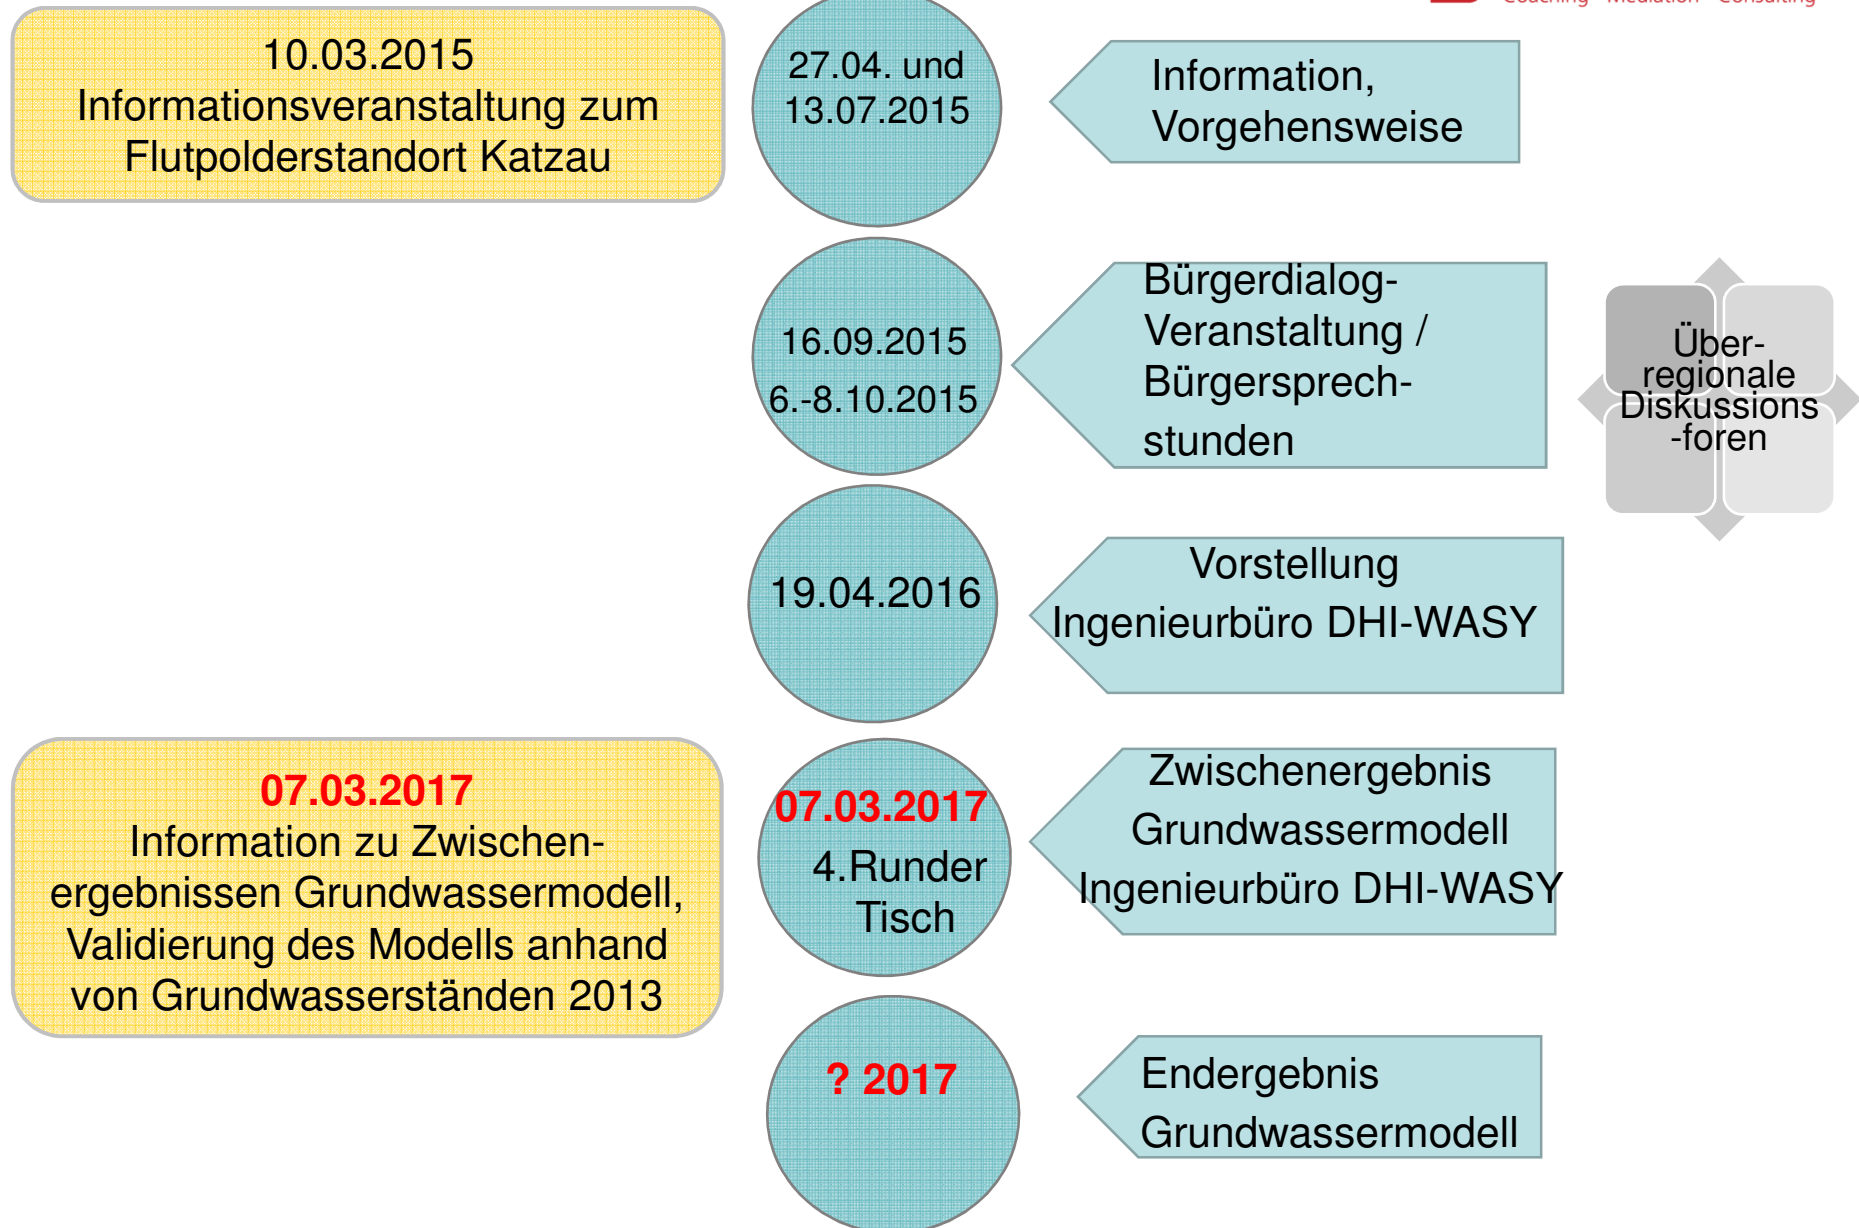 Coaching - Mediation - Consulting
10.03.2015
Informationsveranstaltung zum
Flutpolderstandort Katzau
27.04. und
13.07.2015
Information,
Vorgehensweise
16.09.2015
6.-8.10.2015
Bürgerdialog-
Veranstaltung /
Bürgersprech-
stunden
Über-
regionale
Diskussions
-foren
19.04.2016
Vorstellung
Ingenieurbüro DHI-WASY
07.03.2017
Information zu Zwischen-
ergebnissen Grundwassermodell,
Validierung des Modells anhand
von Grundwasserständen 2013
07.03.2017
4.Runder
Tisch
Zwischenergebnis
Grundwassermodell
Ingenieurbüro DHI-WASY
? 2017
Endergebnis
Grundwassermodell